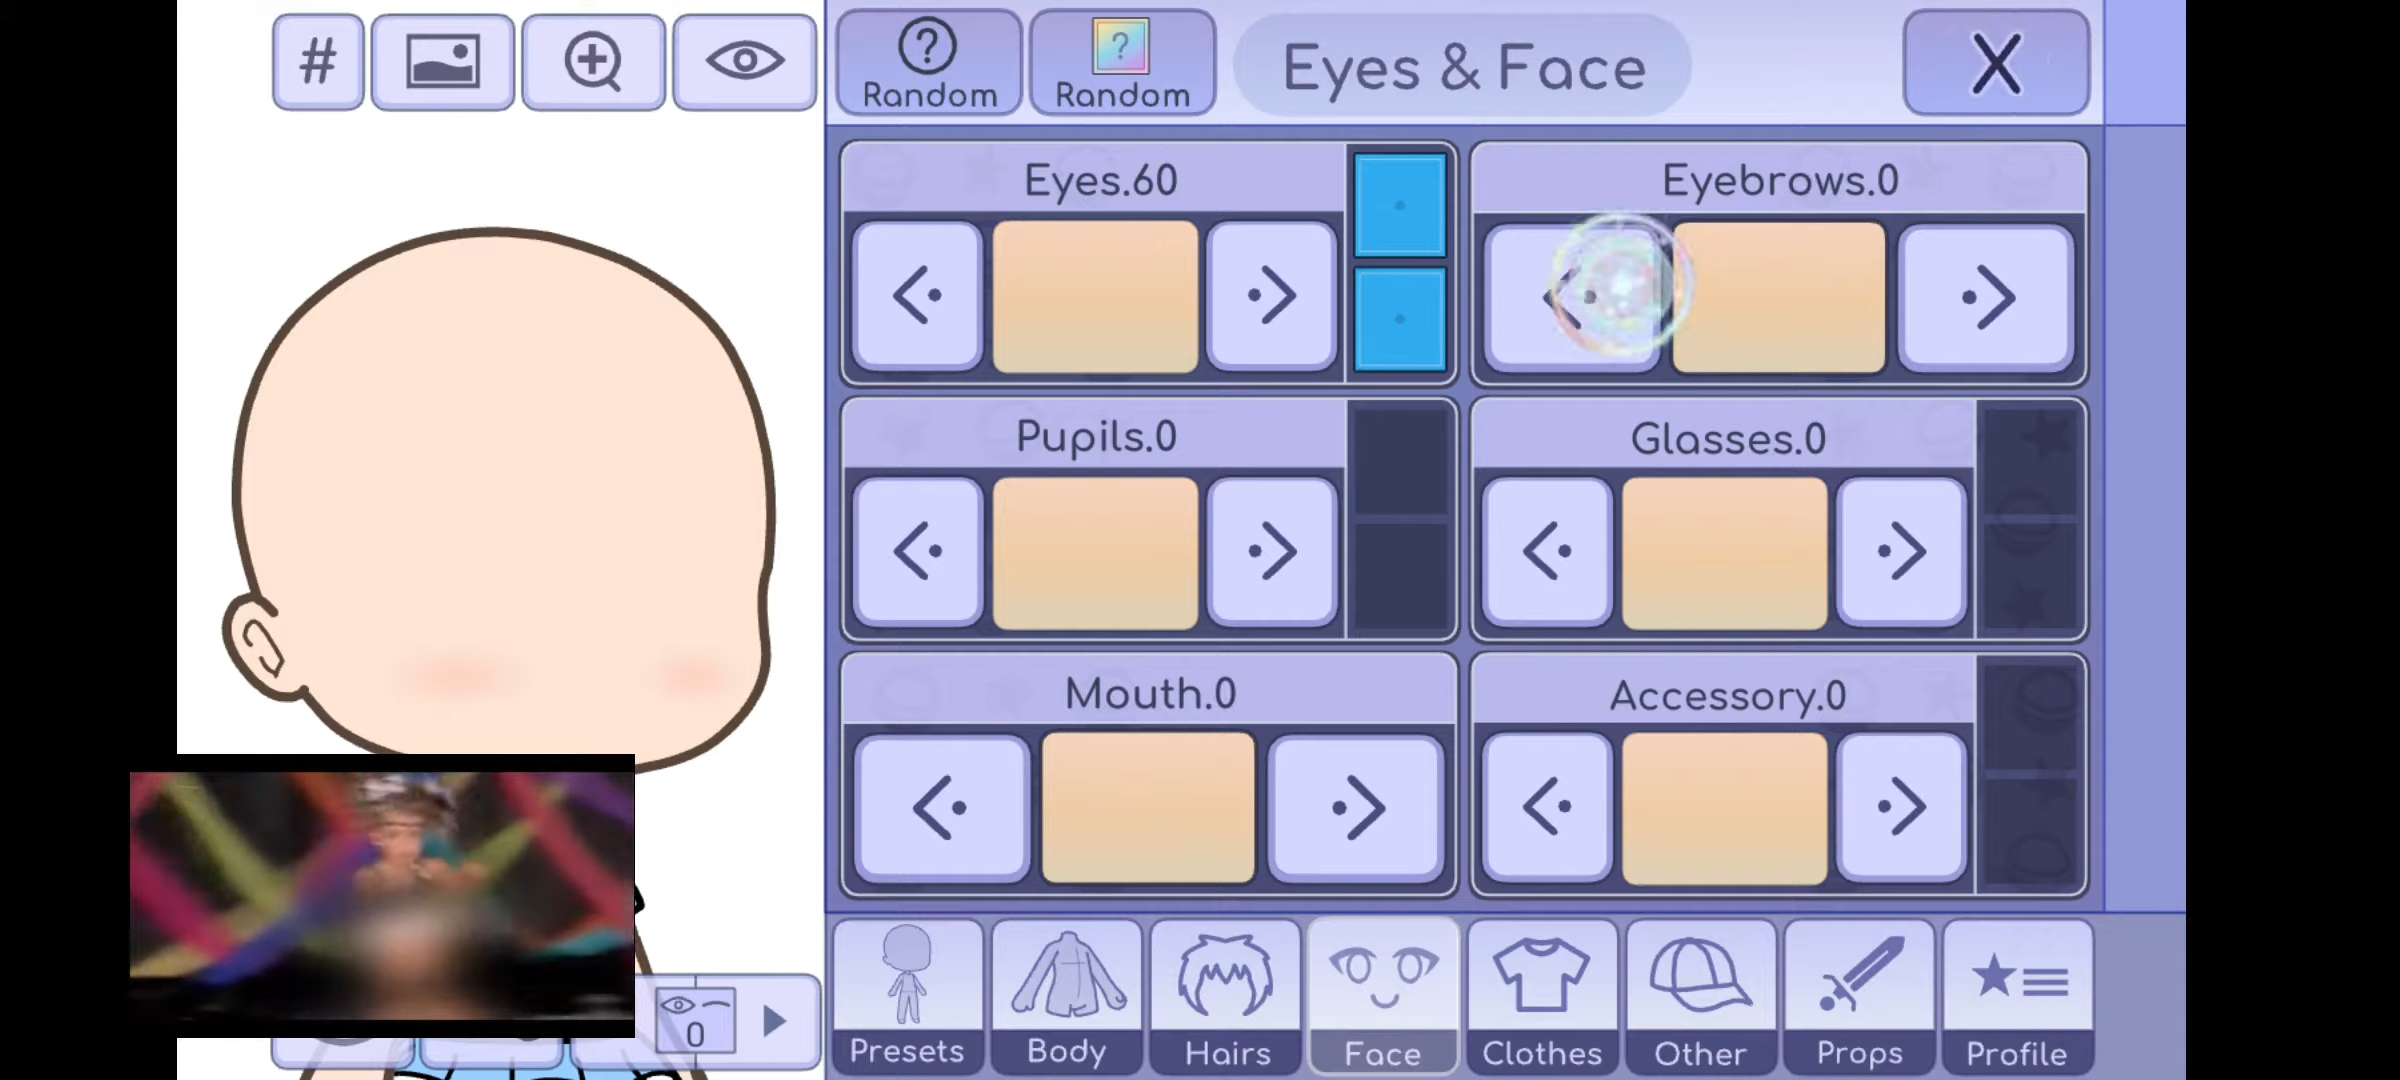 #
? Random
? Random
Eyes & Face
X
Eyes.60
Eyebrows.0
Pupils.0
Glasses.0
Mouth.0
Accessory.0
0
Presets
Body
Hairs
Face
Clothes
Other
Props
Profile